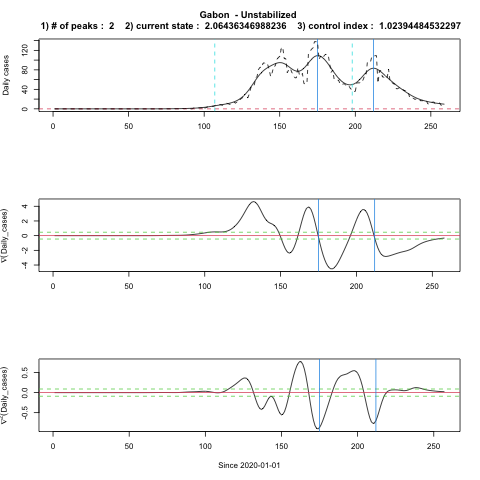 Gabon - Unstabilized
1) # of peaks : 2 2) current state : 2.06436346988236 3) control index : 1.02394484532297
Daily cases
0 40 80 120
0 50 100 150 200 250
∇(Daily_cases)
-4 -2 0 2 4
0 50 100 150 200 250
∇²(Daily_cases)
-0.5 0.0 0.5
0 50 100 150 200 250
Since 2020-01-01